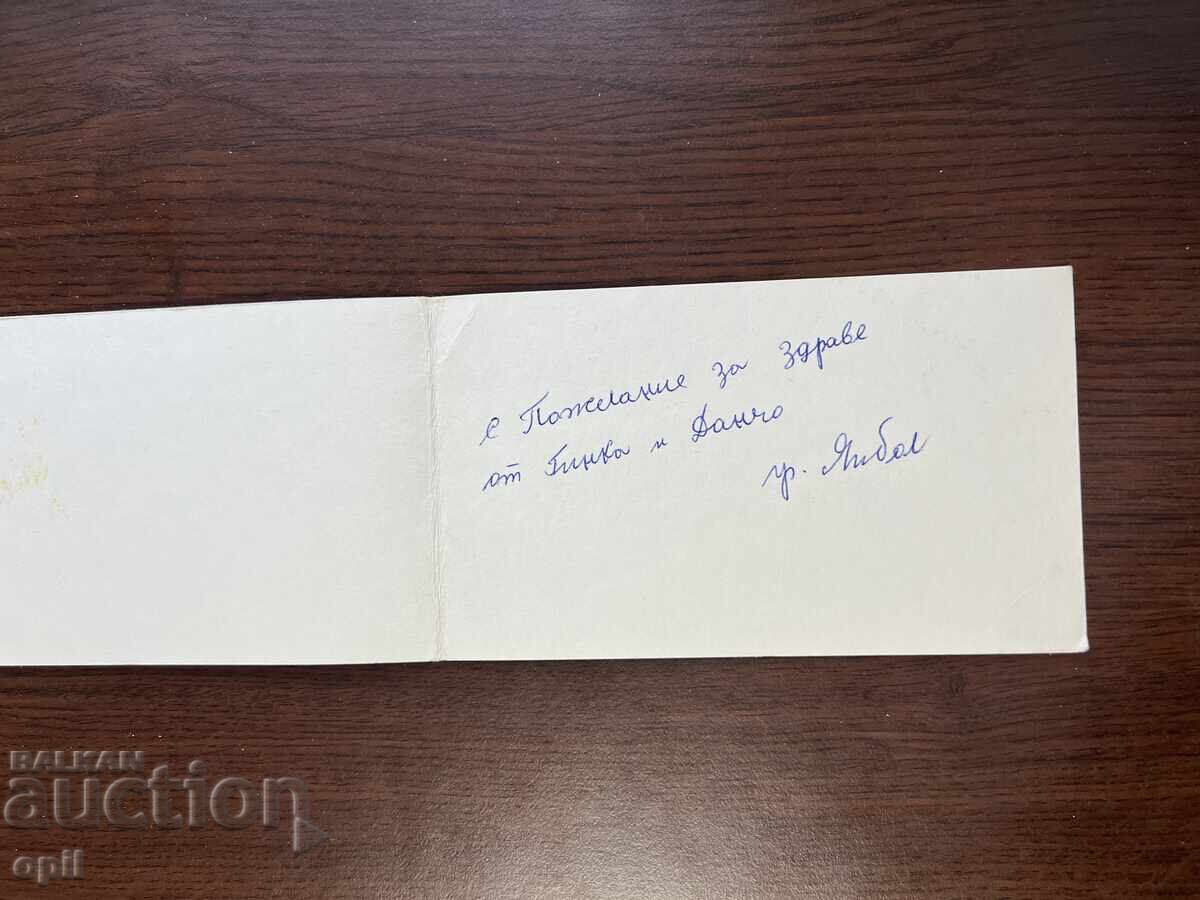 с Пожелание за здраве
от Гинка и Данчо
гр. Ямбол
BALKAN
auction
opil